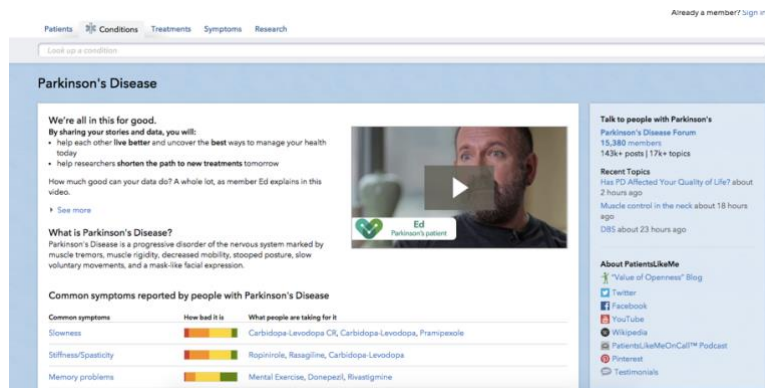 Already a member? Sign in
Patients Conditions Treatments Symptoms Research
Look up a condition
Parkinson's Disease
We're all in this for good.
By sharing your stories and data, you will:
• help each other live better and uncover the best ways to manage your health
today
• help researchers shorten the path to new treatments tomorrow
How much good can your data do? A whole lot, as member Ed explains in this
video.
See more
What is Parkinson's Disease?
Parkinson's Disease is a progressive disorder of the nervous system marked by
muscle tremors, muscle rigidity, decreased mobility, stooped posture, slow
voluntary movements, and a mask-like facial expression.
Ed
Parkinson's patient
Common symptoms reported by people with Parkinson's Disease
Common symptoms How bad it is What people are taking for it
Slowness Carbidopa-Levodopa CR, Carbidopa-Levodopa, Pramipexole
Stiffness/Spasticity Ropinirole, Rasagiline, Carbidopa-Levodopa
Memory problems Mental Exercise, Donepezil, Rivastigmine
Talk to people with Parkinson's
Parkinson's Disease Forum
15,380 members
143k+ posts | 17k+ topics
Recent Topics
Has PD Affected Your Quality of Life? about
2 hours ago
Muscle control in the neck about 18 hours
ago
DBS about 23 hours ago
About PatientsLikeMe
"Value of Openness" Blog
Twitter
Facebook
YouTube
Wikipedia
PatientsLikeMeOnCall™ Podcast
Pinterest
Testimonials